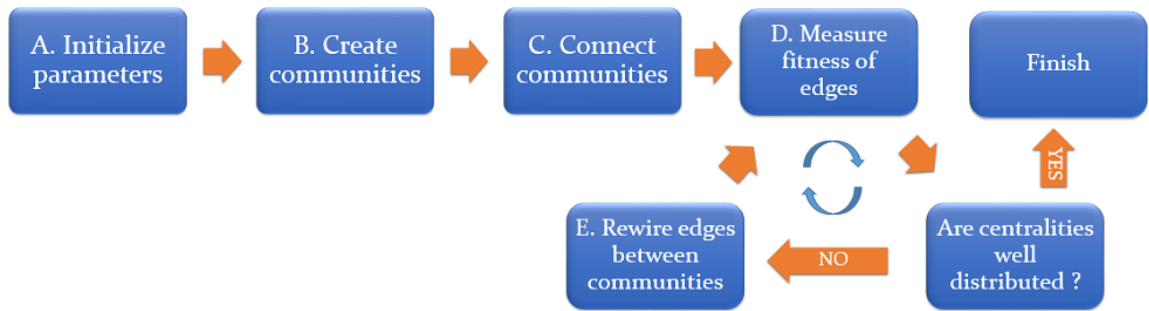 A. Initialize
parameters
B. Create
communities
C. Connect
communities
D. Measure
fitness of
edges
Finish
YES
E. Rewire edges
between
communities
NO
Are centralities
well
distributed ?